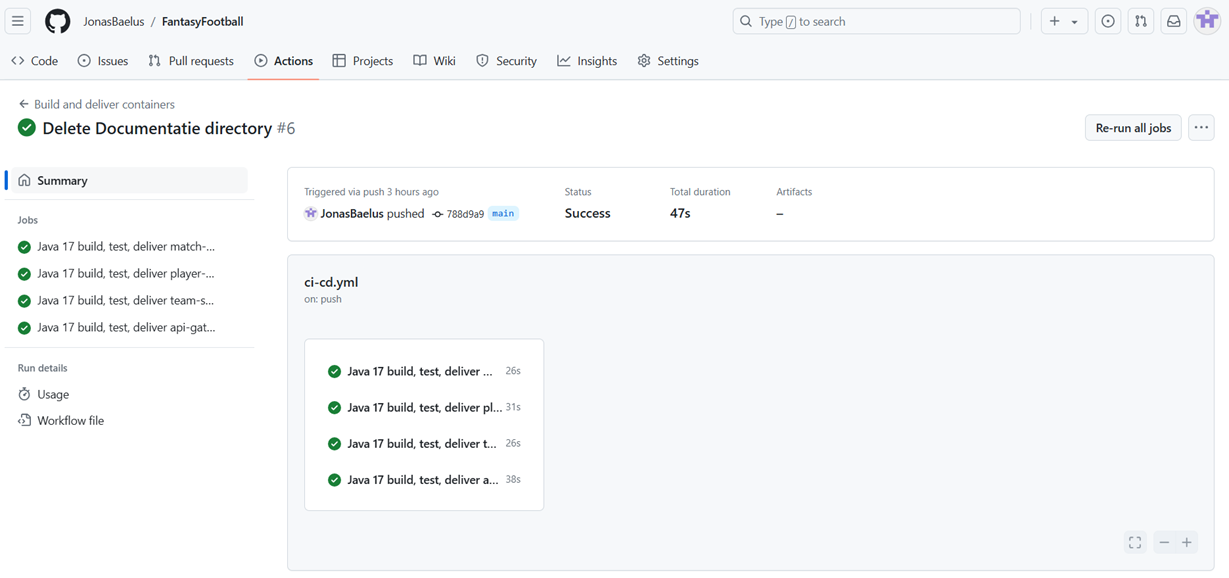 JonasBaelus / FantasyFootball
Type / to search
Code Issues Pull requests Actions Projects Wiki Security Insights Settings
Build and deliver containers
Delete Documentatie directory #6
Re-run all jobs
Summary
Jobs
Java 17 build, test, deliver match-...
Java 17 build, test, deliver player-...
Java 17 build, test, deliver team-s...
Java 17 build, test, deliver api-gat...
Run details
Usage
Workflow file
Triggered via push 3 hours ago
JonasBaelus pushed 788d9a9 main
Status
Success
Total duration
47s
Artifacts
–
ci-cd.yml
on: push
Java 17 build, test, deliver ... 26s
Java 17 build, test, deliver pl... 31s
Java 17 build, test, deliver t... 26s
Java 17 build, test, deliver a... 38s